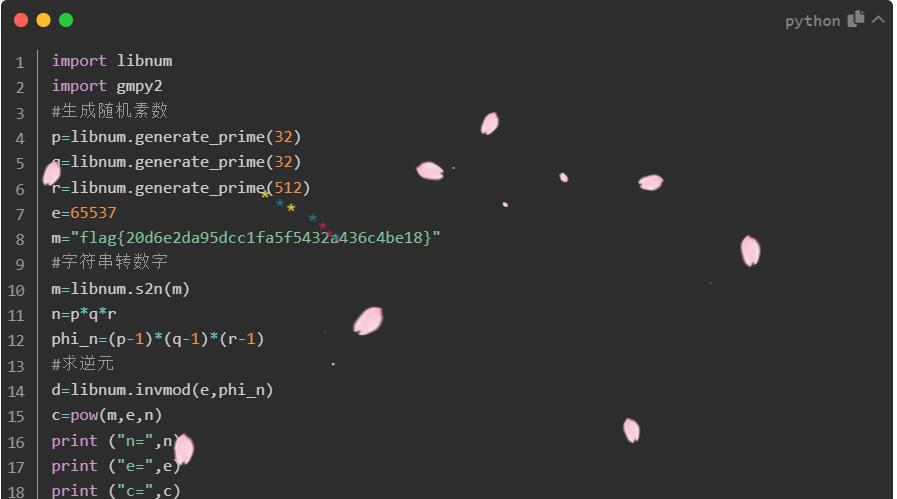 python
1 import libnum
2 import gmpy2
3 #生成随机素数
4 p=libnum.generate_prime(32)
5 q=libnum.generate_prime(32)
6 r=libnum.generate_prime(512)
7 e=65537
8 m="flag{20d6e2da95dcc1fa5f5432a436c4be18}"
9 #字符串转数字
10 m=libnum.s2n(m)
11 n=p*q*r
12 phi_n=(p-1)*(q-1)*(r-1)
13 #求逆元
14 d=libnum.invmod(e,phi_n)
15 c=pow(m,e,n)
16 print ("n=",n)
17 print ("e=",e)
18 print ("c=",c)